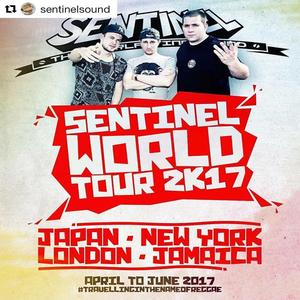 sentinelsound
SENTINEL
SENTINEL
WORLD
TOUR 2K17
JAPAN · NEW YORK
LONDON · JAMAICA
APRIL TO JUNE 2017
#TRAVELLINGINTHENAMEOFREGGAE